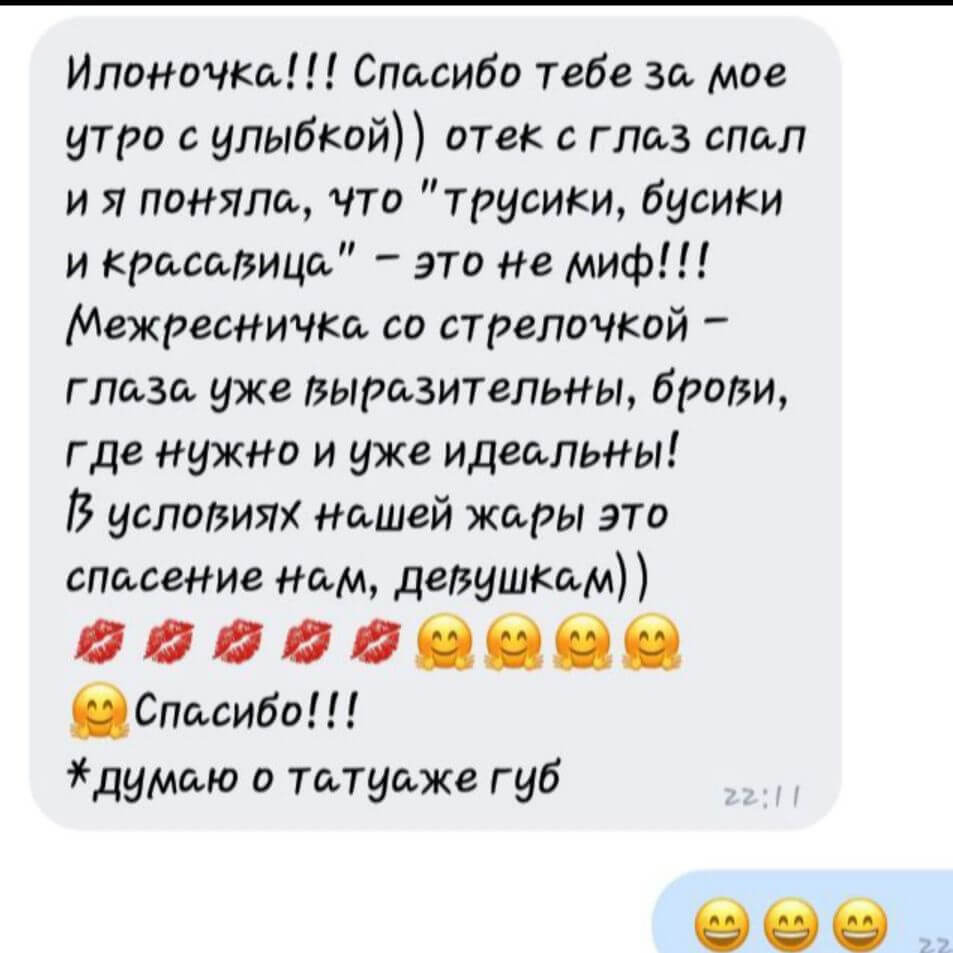 Илоночка!!! Спасибо тебе за мое
утро с улыбкой)) отек с глаз спал
и я поняла, что "трусики, бусики
и красавица" - это не миф!!!
Межресничка со стрелочкой -
глаза уже выразительны, брови,
где нужно и уже идеальны!
В условиях нашей жары это
спасение нам, девушкам))
💋💋💋💋💋🤗🤗🤗🤗
🤗Спасибо!!!
*думаю о татуаже губ
22:11
😄😄😄